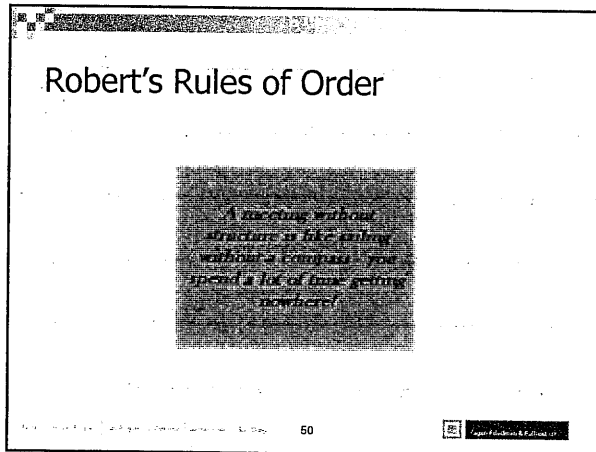 Robert's Rules of Order
A meeting without
structure is like sailing
without a compass - you
spend a lot of time getting
nowhere!
50